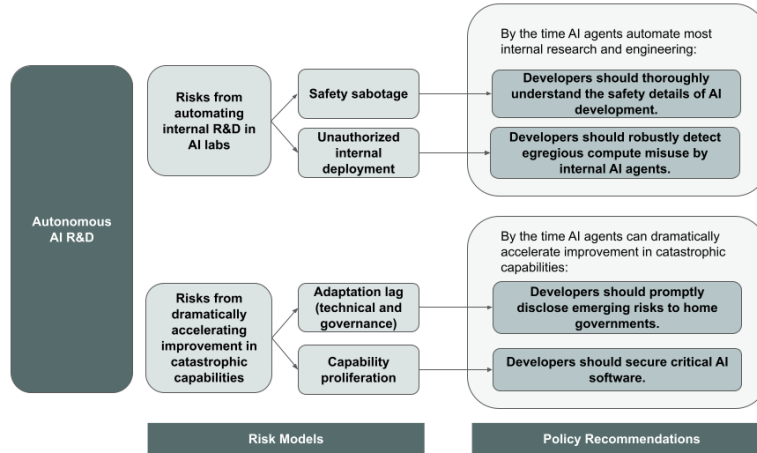 Autonomous
AI R&D
Risks from
automating
internal R&D in
AI labs
Safety sabotage
Unauthorized
internal
deployment
By the time AI agents automate most
internal research and engineering:
Developers should thoroughly
understand the safety details of AI
development.
Developers should robustly detect
egregious compute misuse by
internal AI agents.
Risks from
dramatically
accelerating
improvement in
catastrophic
capabilities
Adaptation lag
(technical and
governance)
Capability
proliferation
By the time AI agents can dramatically
accelerate improvement in catastrophic
capabilities:
Developers should promptly
disclose emerging risks to home
governments.
Developers should secure critical AI
software.
Risk Models
Policy Recommendations